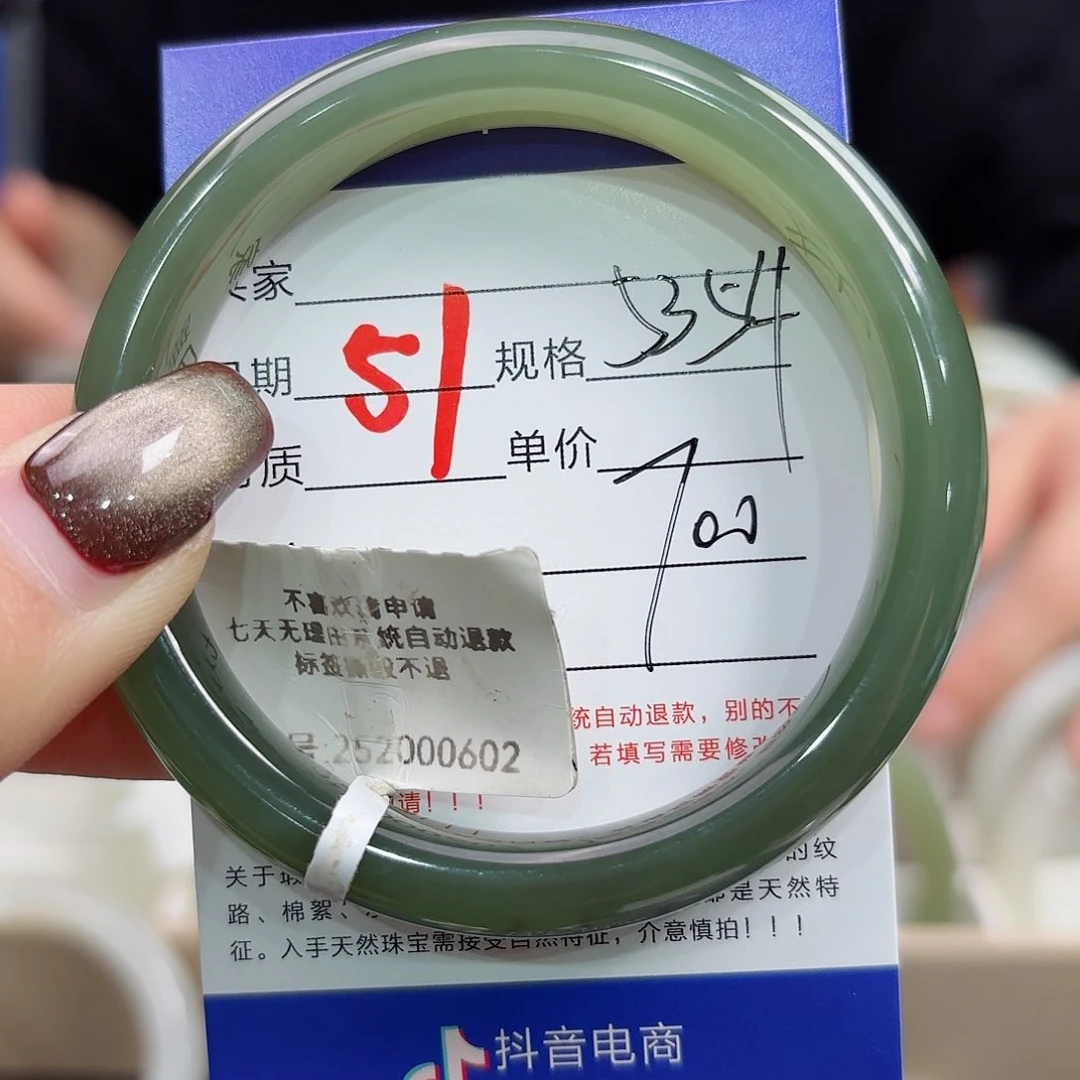 家
51 规格
期
单价 700
质
不喜欢请申请
七天无理由系统自动退款
标签撕毁不退
号:252000602
统自动退款，别的不
若填写需要修改
申请！！！
关于
的纹
路、棉絮、
都是天然特
征。入手天然珠宝需接受自然特征，介意慎拍！！！
抖音电商